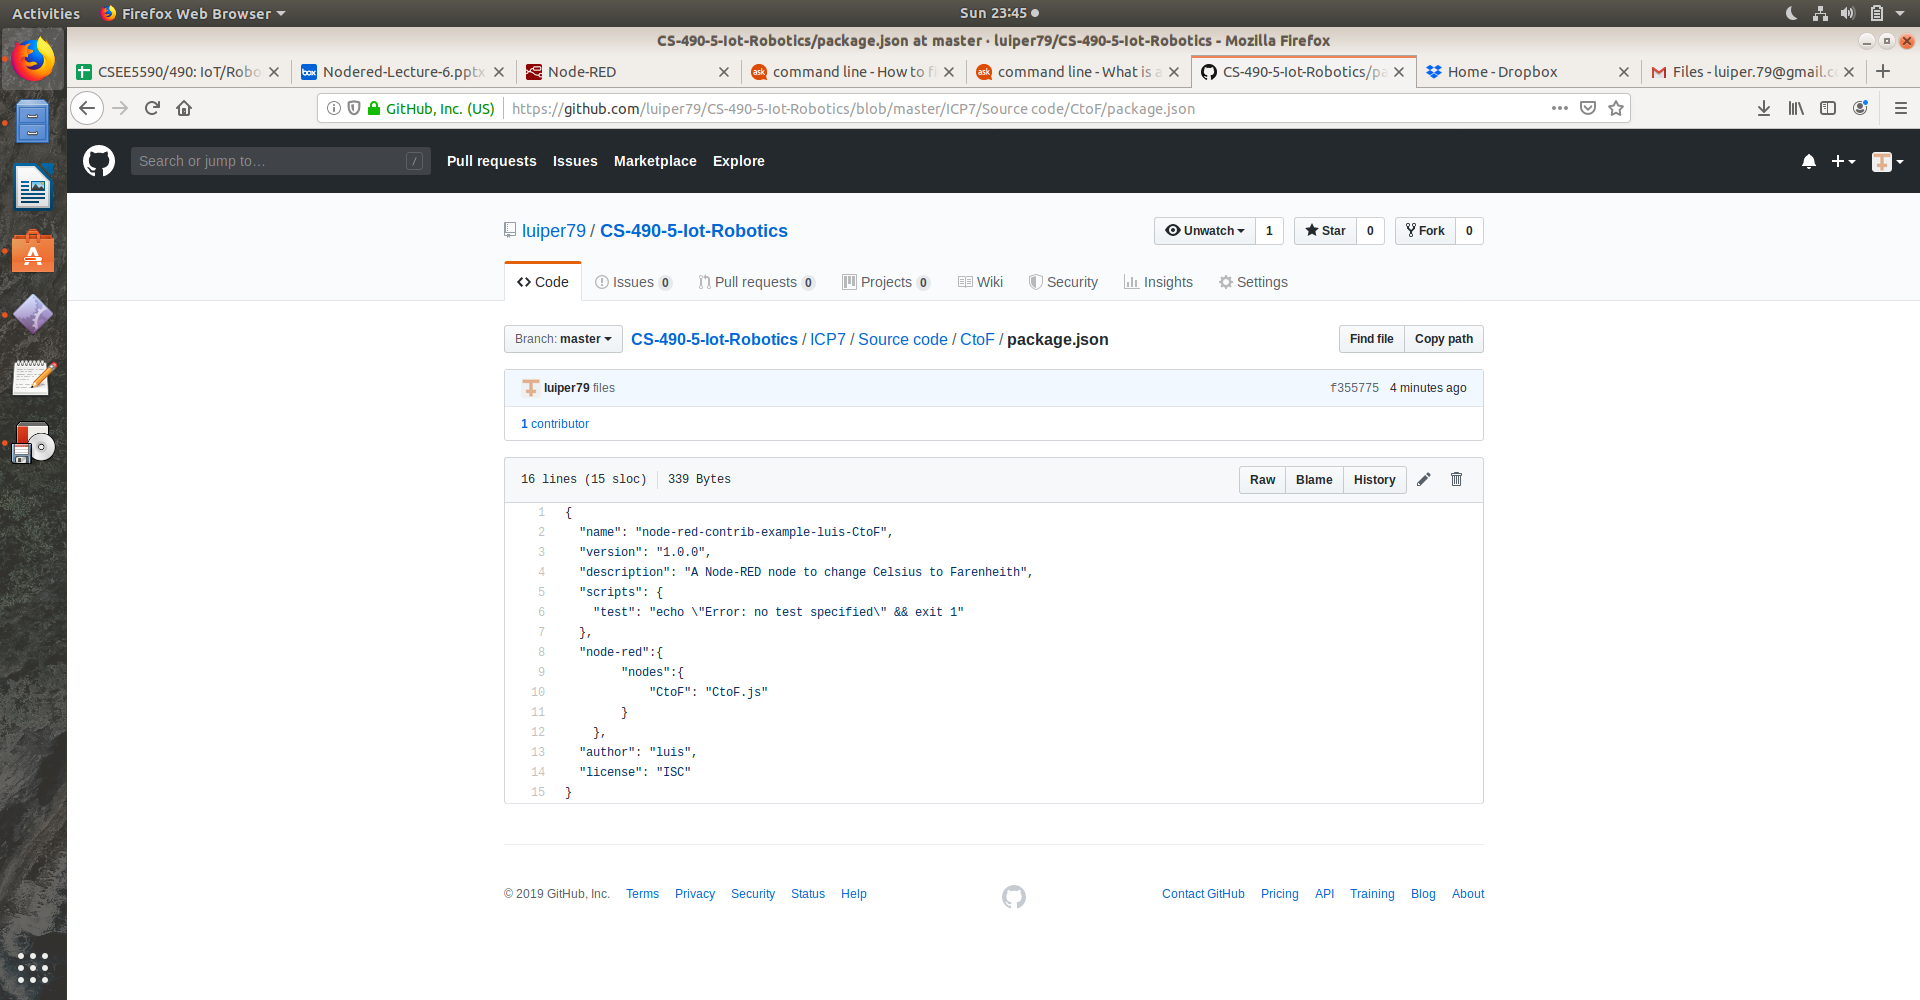 Activities Firefox Web Browser Sun 23:45
CS-490-5-Iot-Robotics/package.json at master · luiper79/CS-490-5-Iot-Robotics - Mozilla Firefox
CSEE5590/490: IoT/Robo Nodered-Lecture-6.pptx Node-RED command line - How to fi command line - What is a CS-490-5-Iot-Robotics/pa Home - Dropbox Files - luiper.79@gmail.c
GitHub, Inc. (US) https://github.com/luiper79/CS-490-5-Iot-Robotics/blob/master/ICP7/Source code/CtoF/package.json
Search or jump to… / Pull requests Issues Marketplace Explore
luiper79 / CS-490-5-Iot-Robotics Unwatch 1 Star 0 Fork 0
Code Issues 0 Pull requests 0 Projects 0 Wiki Security Insights Settings
Branch: master CS-490-5-Iot-Robotics / ICP7 / Source code / CtoF / package.json Find file Copy path
luiper79 files f355775 4 minutes ago
1 contributor
16 lines (15 sloc) 339 Bytes Raw Blame History
1 {
2 "name": "node-red-contrib-example-luis-CtoF",
3 "version": "1.0.0",
4 "description": "A Node-RED node to change Celsius to Farenheith",
5 "scripts": {
6 "test": "echo \"Error: no test specified\" && exit 1"
7 },
8 "node-red":{
9 "nodes":{
10 "CtoF": "CtoF.js"
11 }
12 },
13 "author": "luis",
14 "license": "ISC"
15 }
© 2019 GitHub, Inc. Terms Privacy Security Status Help Contact GitHub Pricing API Training Blog About